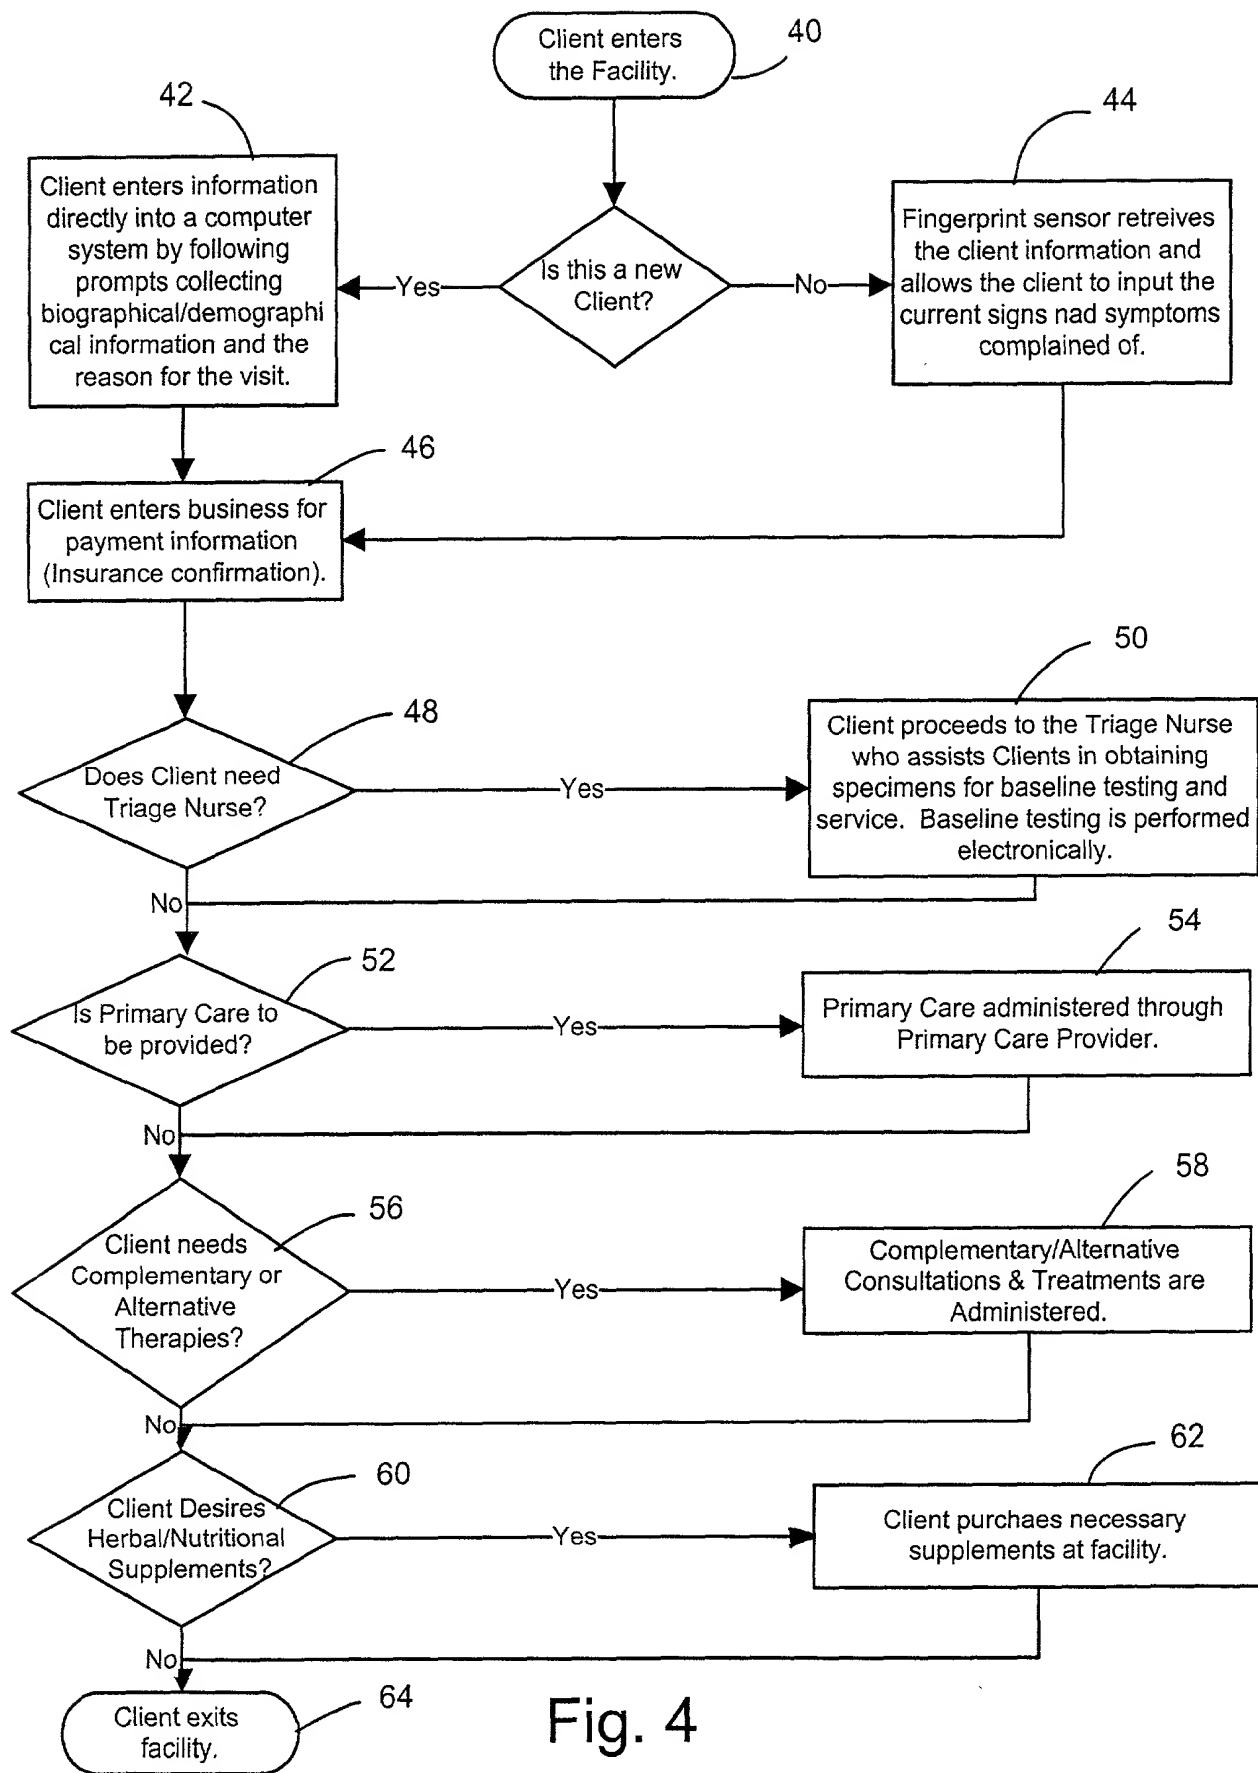 Client enters
the Facility.
40
42
44
Client enters information
directly into a computer
system by following
prompts collecting
biographical/demographi
cal information and the
reason for the visit.
Yes
Is this a new
Client?
No
Fingerprint sensor retreives
the client information and
allows the client to input the
current signs nad symptoms
complained of.
46
Client enters business for
payment information
(Insurance confirmation).
48
Does Client need
Triage Nurse?
Yes
50
Client proceeds to the Triage Nurse
who assists Clients in obtaining
specimens for baseline testing and
service. Baseline testing is performed
electronically.
No
52
Is Primary Care to
be provided?
Yes
54
Primary Care administered through
Primary Care Provider.
No
56
Client needs
Complementary or
Alternative
Therapies?
Yes
58
Complementary/Alternative
Consultations & Treatments are
Administered.
No
60
Client Desires
Herbal/Nutritional
Supplements?
Yes
62
Client purchaes necessary
supplements at facility.
No
64
Client exits
facility.
Fig. 4